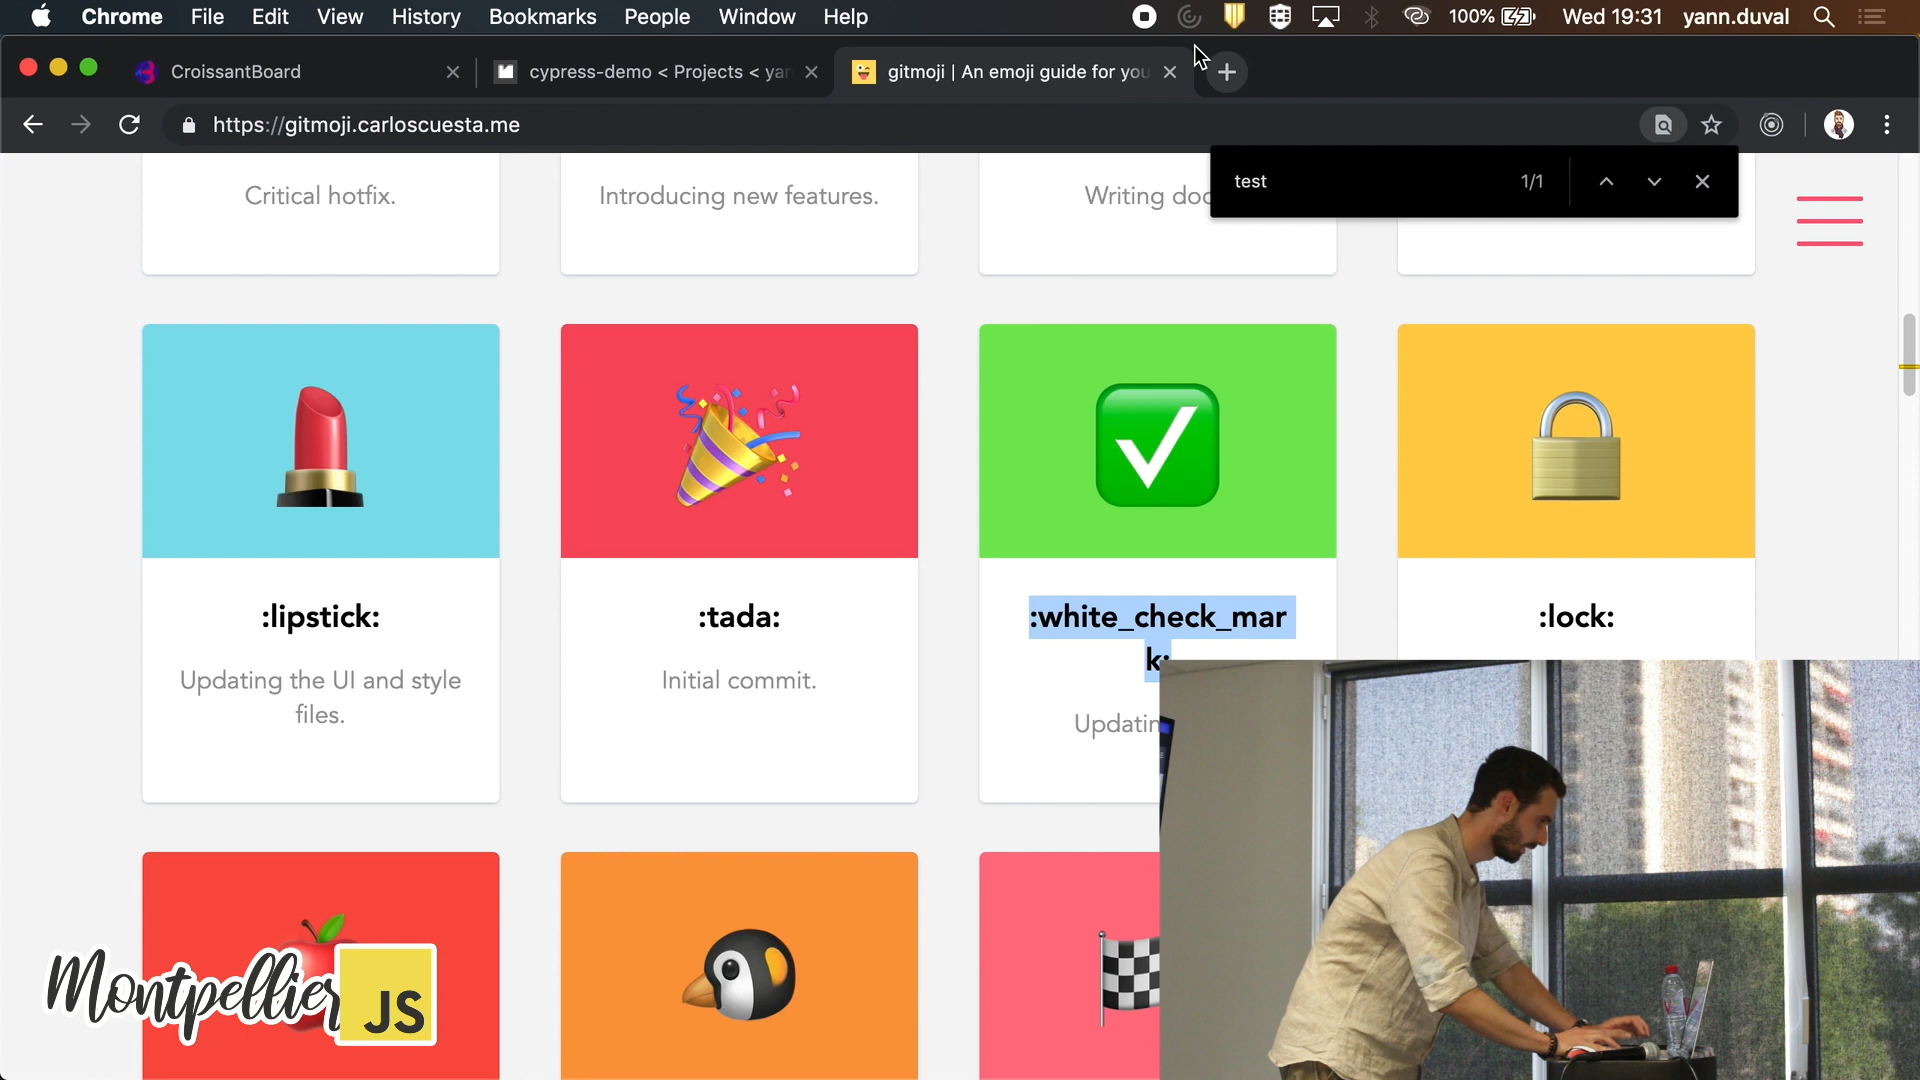 Chrome File Edit View History Bookmarks People Window Help 100% Wed 19:31 yann.duval
CroissantBoard cypress-demo < Projects < yan gitmoji | An emoji guide for you
https://gitmoji.carloscuesta.me
test 1/1
Critical hotfix. Introducing new features. Writing doc
:lipstick: :tada: :white_check_mar :lock:
k:
Updating the UI and style Initial commit.
files.
Updatin
Montpellier JS